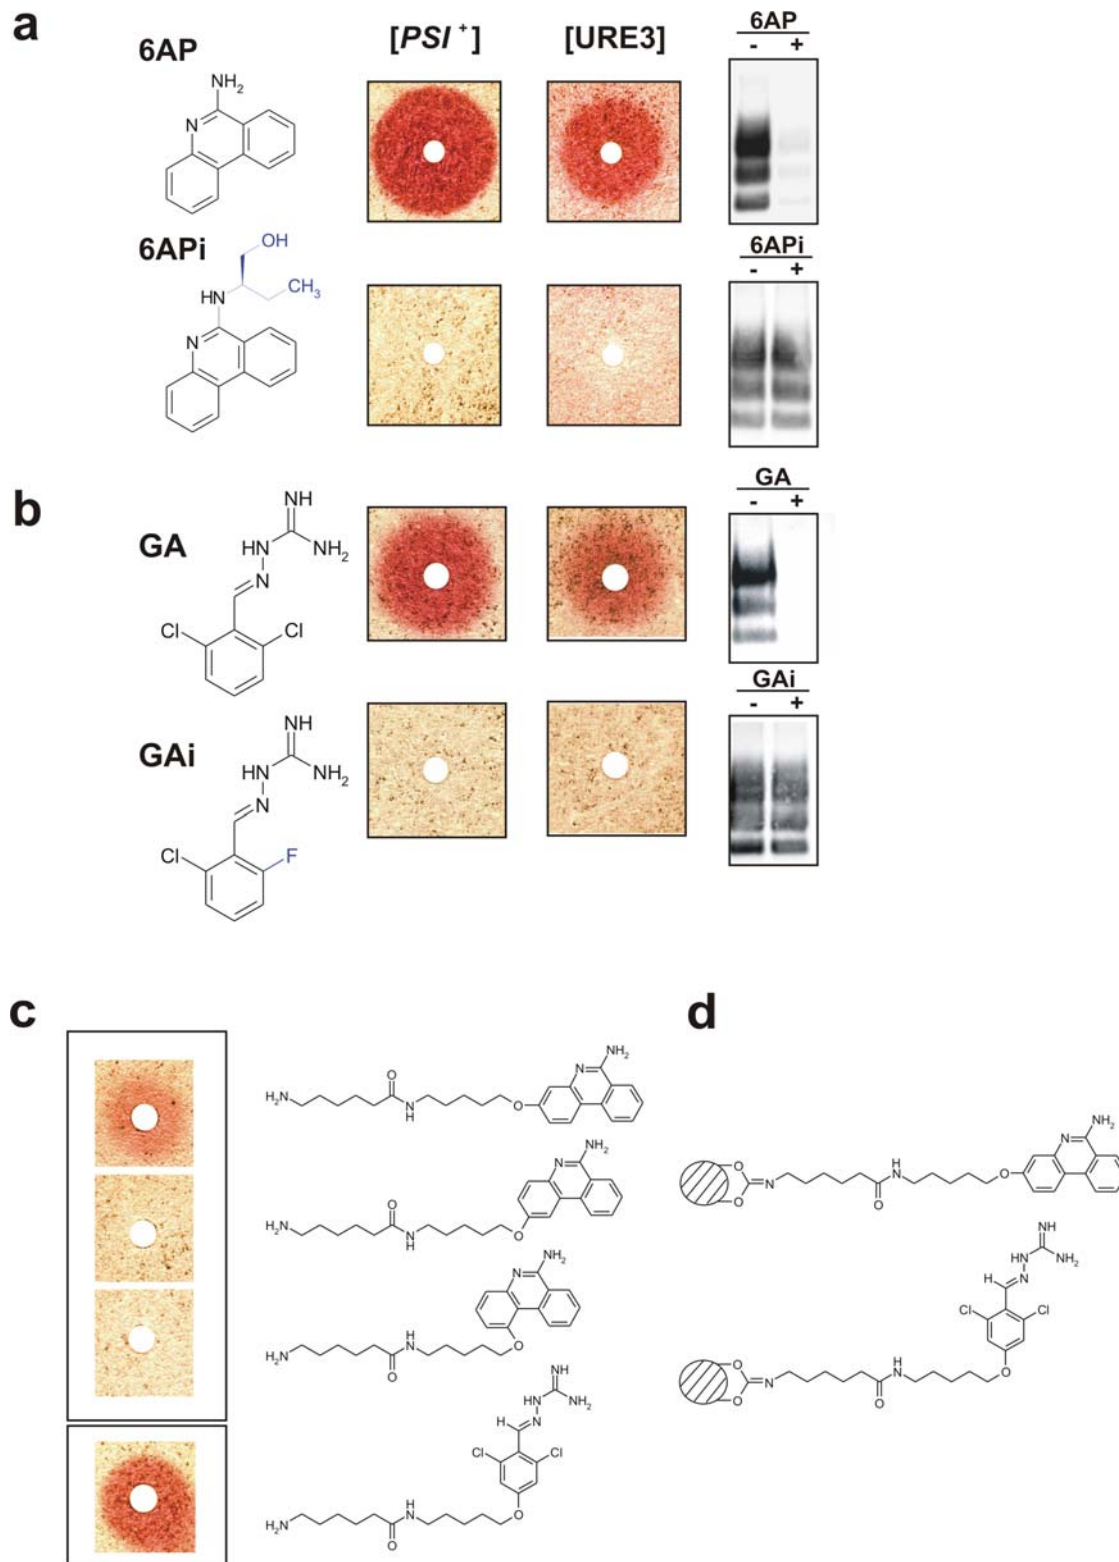 a
6AP
[PSI+]
[URE3]
6AP
- +
NH2
N
6APi
OH
CH3
HN
N
6APi
- +
b
GA
NH
HN
NH2
N
Cl
Cl
GA
- +
GAi
NH
HN
NH2
N
Cl
F
GAi
- +
c
d
NH2
N
O
H2N
N
H
O
NH2
N
O
H2N
N
H
O
NH2
N
O
H2N
O
H
N
NH
HN
NH2
H
N
Cl
Cl
O
H2N
O
H
N
NH2
N
O
O
N
O
H
N
O
NH
HN
NH2
H
N
Cl
Cl
O
O
N
O
H
N
O